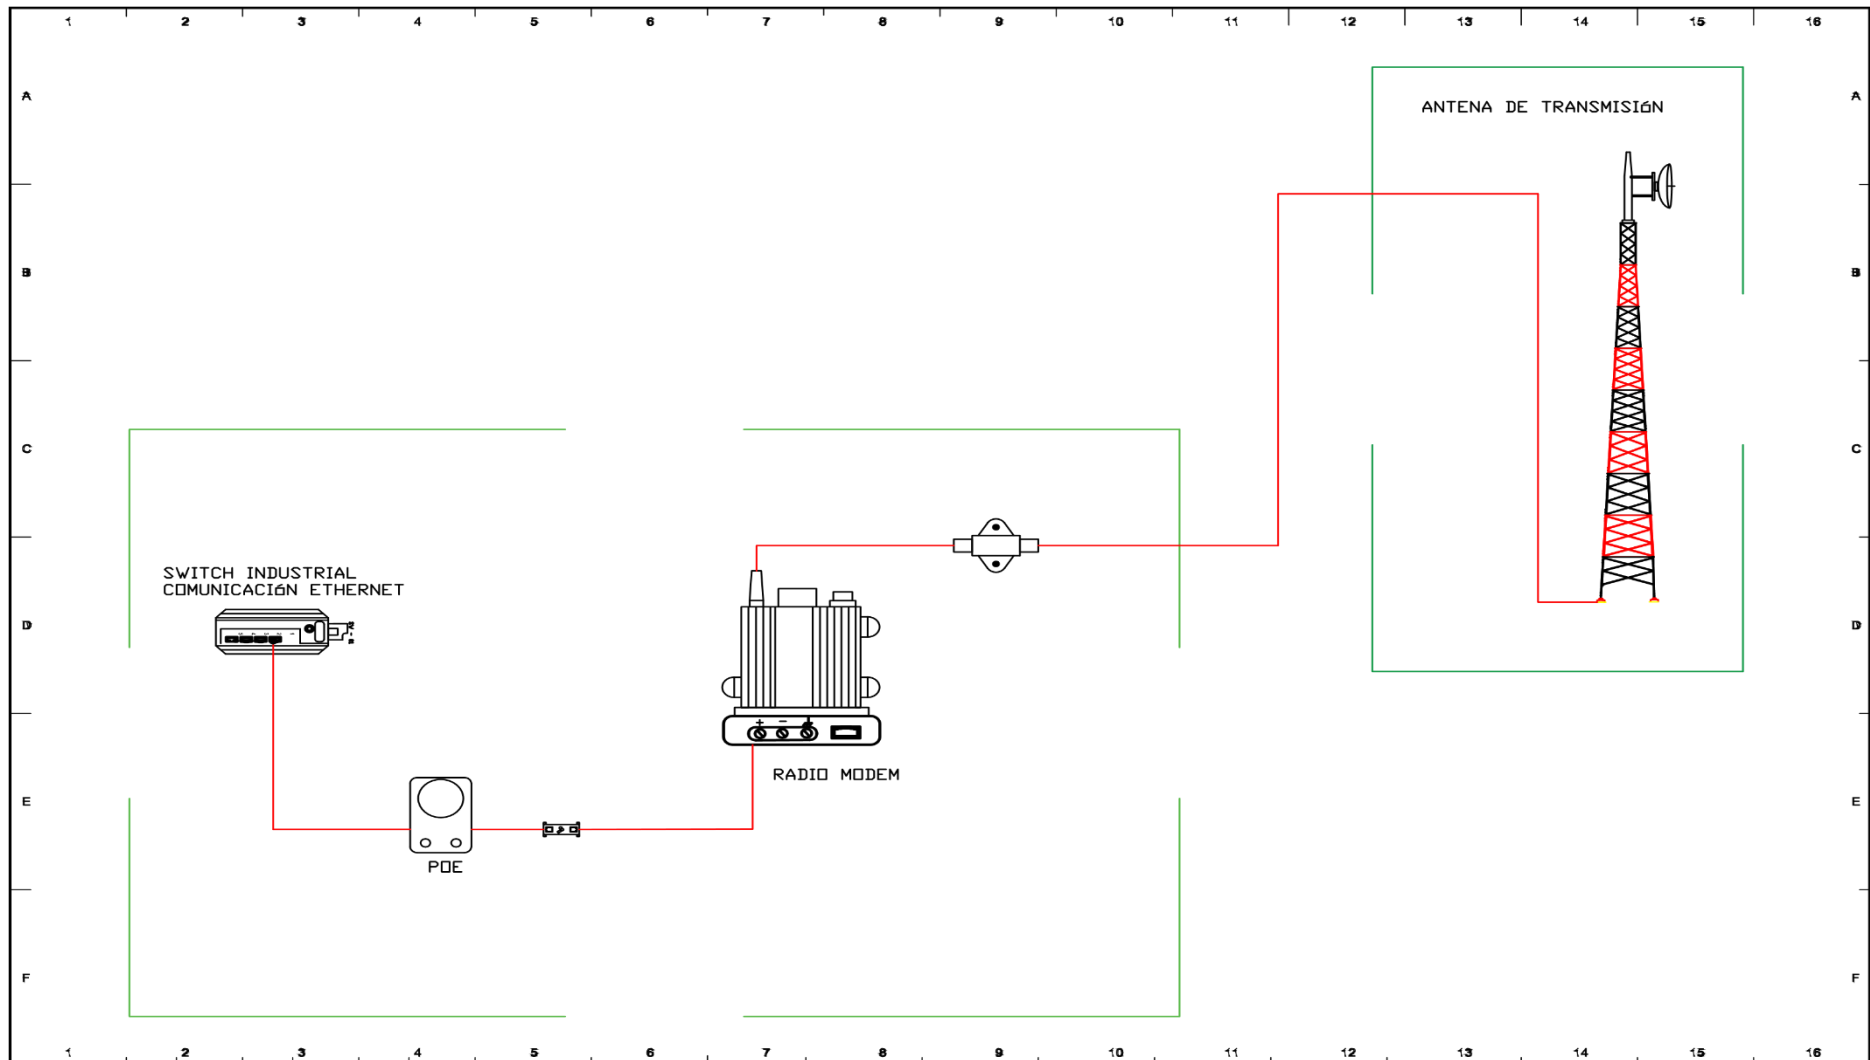 1 2 3 4 5 6 7 8 9 10 11 12 13 14 15 16
A A
ANTENA DE TRANSMISIóN
B B
C C
SWITCH INDUSTRIAL
COMUNICACIóN ETHERNET
D D
+ -
RADIO MODEM
E E
POE
F F
1 2 3 4 5 6 7 8 9 10 11 12 13 14 15 16